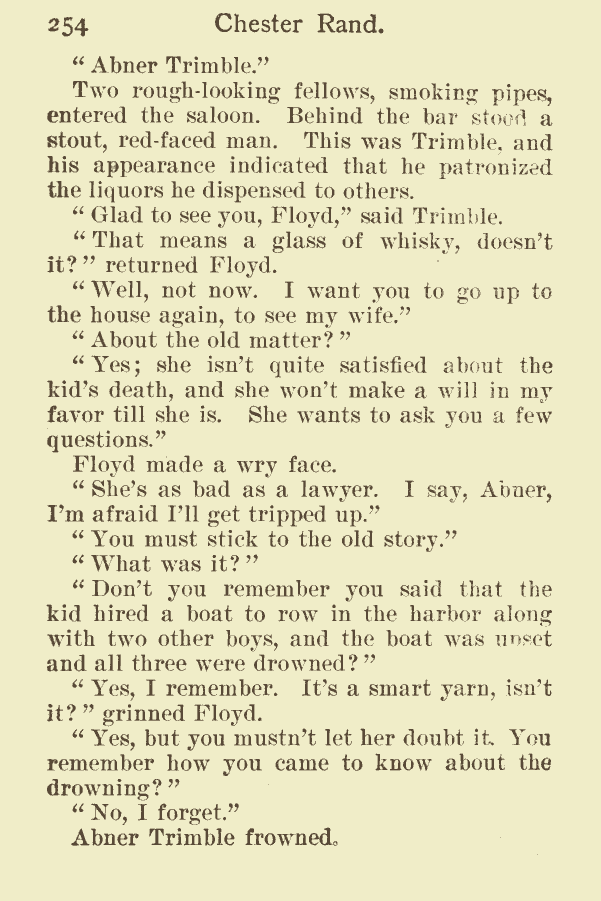 254 Chester Rand.
“ Abner Trimble.”
Two rough-looking fellows, smoking pipes,
entered the saloon. Behind the bar stood a
stout, red-faced man. This was Trimble, and
his appearance indicated that he patronized
the liquors he dispensed to others.
“ Glad to see you, Floyd,” said Trimble.
“ That means a glass of whisky, doesn’t
it? ” returned Floyd.
“ Well, not now. I want you to go up to
the house again, to see my wife.”
“ About the old matter? ”
“ Yes; she isn’t quite satisfied about the
kid’s death, and she won’t make a will in my
favor till she is. She wants to ask you a few
questions.”
Floyd made a wry face.
“ She’s as bad as a lawyer. I say, Abner,
I’m afraid I’ll get tripped up.”
“ You must stick to the old story.”
“ What was it? ”
“ Don’t you remember you said that the
kid hired a boat to row in the harbor along
with two other boys, and the boat was upset
and all three were drowned? ”
“ Yes, I remember. It’s a smart yarn, isn’t
it? ” grinned Floyd.
“ Yes, but you mustn’t let her doubt it. You
remember how you came to know about the
drowning? ”
“ No, I forget.”
Abner Trimble frowned.